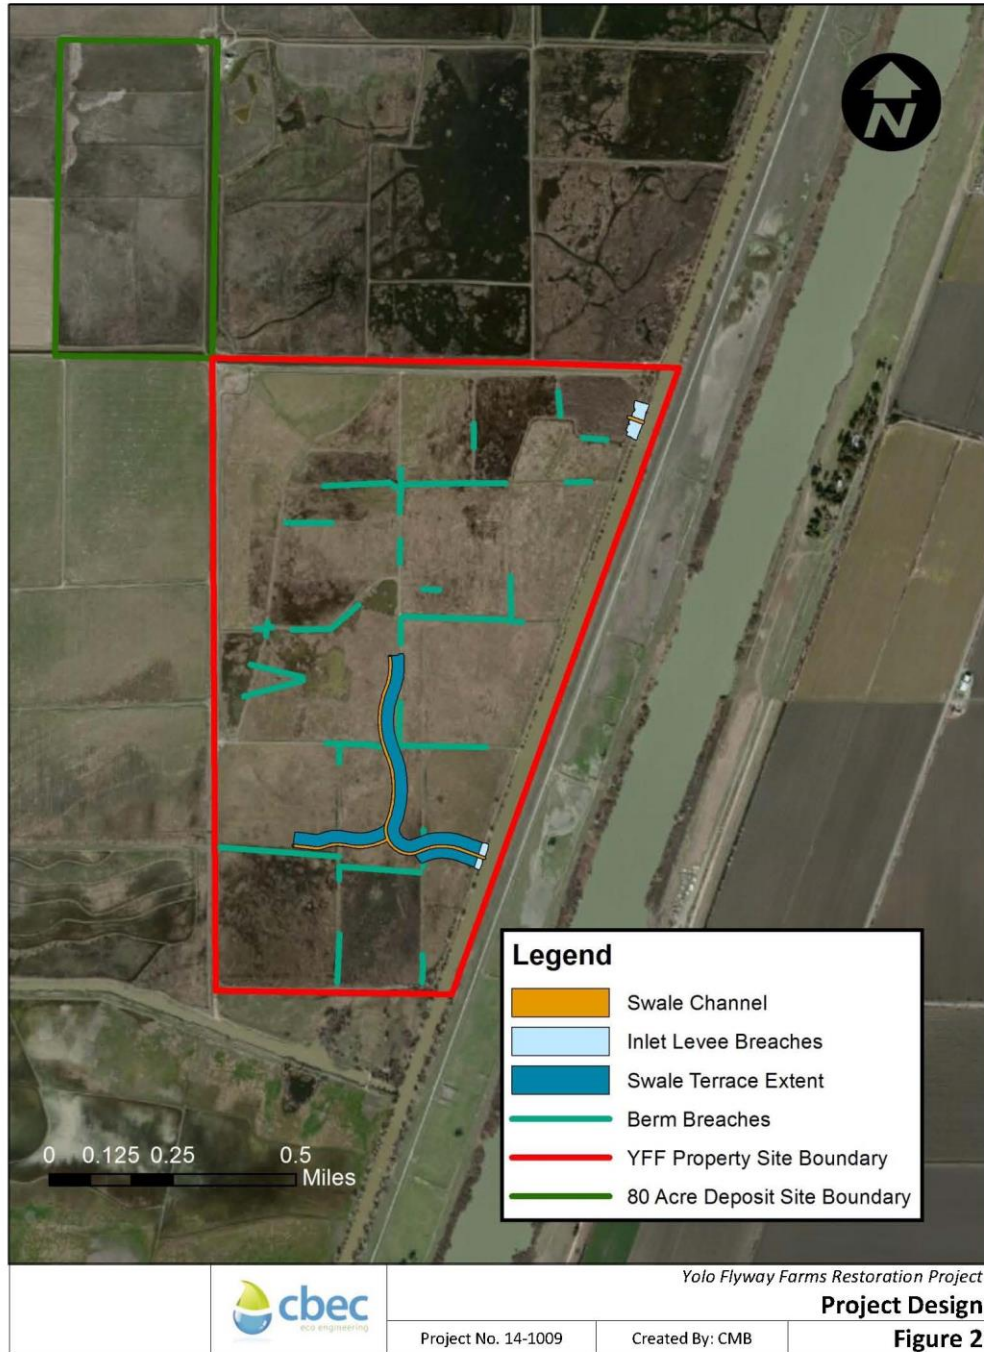 N
Legend
Swale Channel
Inlet Levee Breaches
Swale Terrace Extent
Berm Breaches
YFF Property Site Boundary
80 Acre Deposit Site Boundary
0 0.125 0.25 0.5
Miles
Yolo Flyway Farms Restoration Project
Project Design
cbec
eco engineering
Project No. 14-1009
Created By: CMB
Figure 2